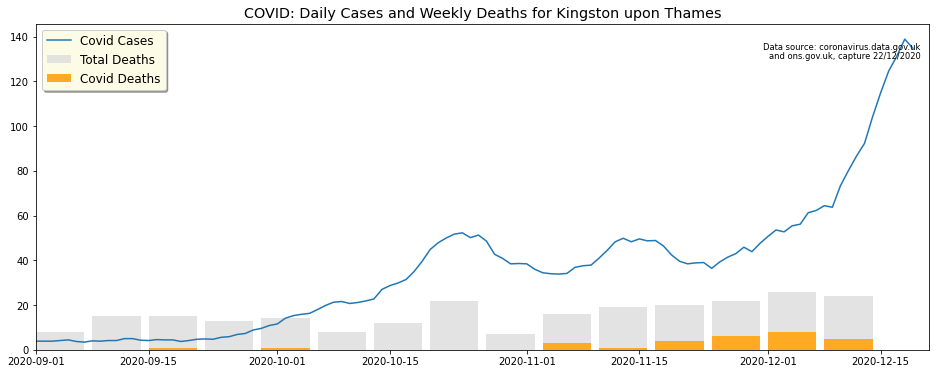 COVID: Daily Cases and Weekly Deaths for Kingston upon Thames
Covid Cases
Total Deaths
Covid Deaths
Data source: coronavirus.data.gov.uk
and ons.gov.uk, capture 22/12/2020
140
120
100
80
60
40
20
0
2020-09-01
2020-09-15
2020-10-01
2020-10-15
2020-11-01
2020-11-15
2020-12-01
2020-12-15